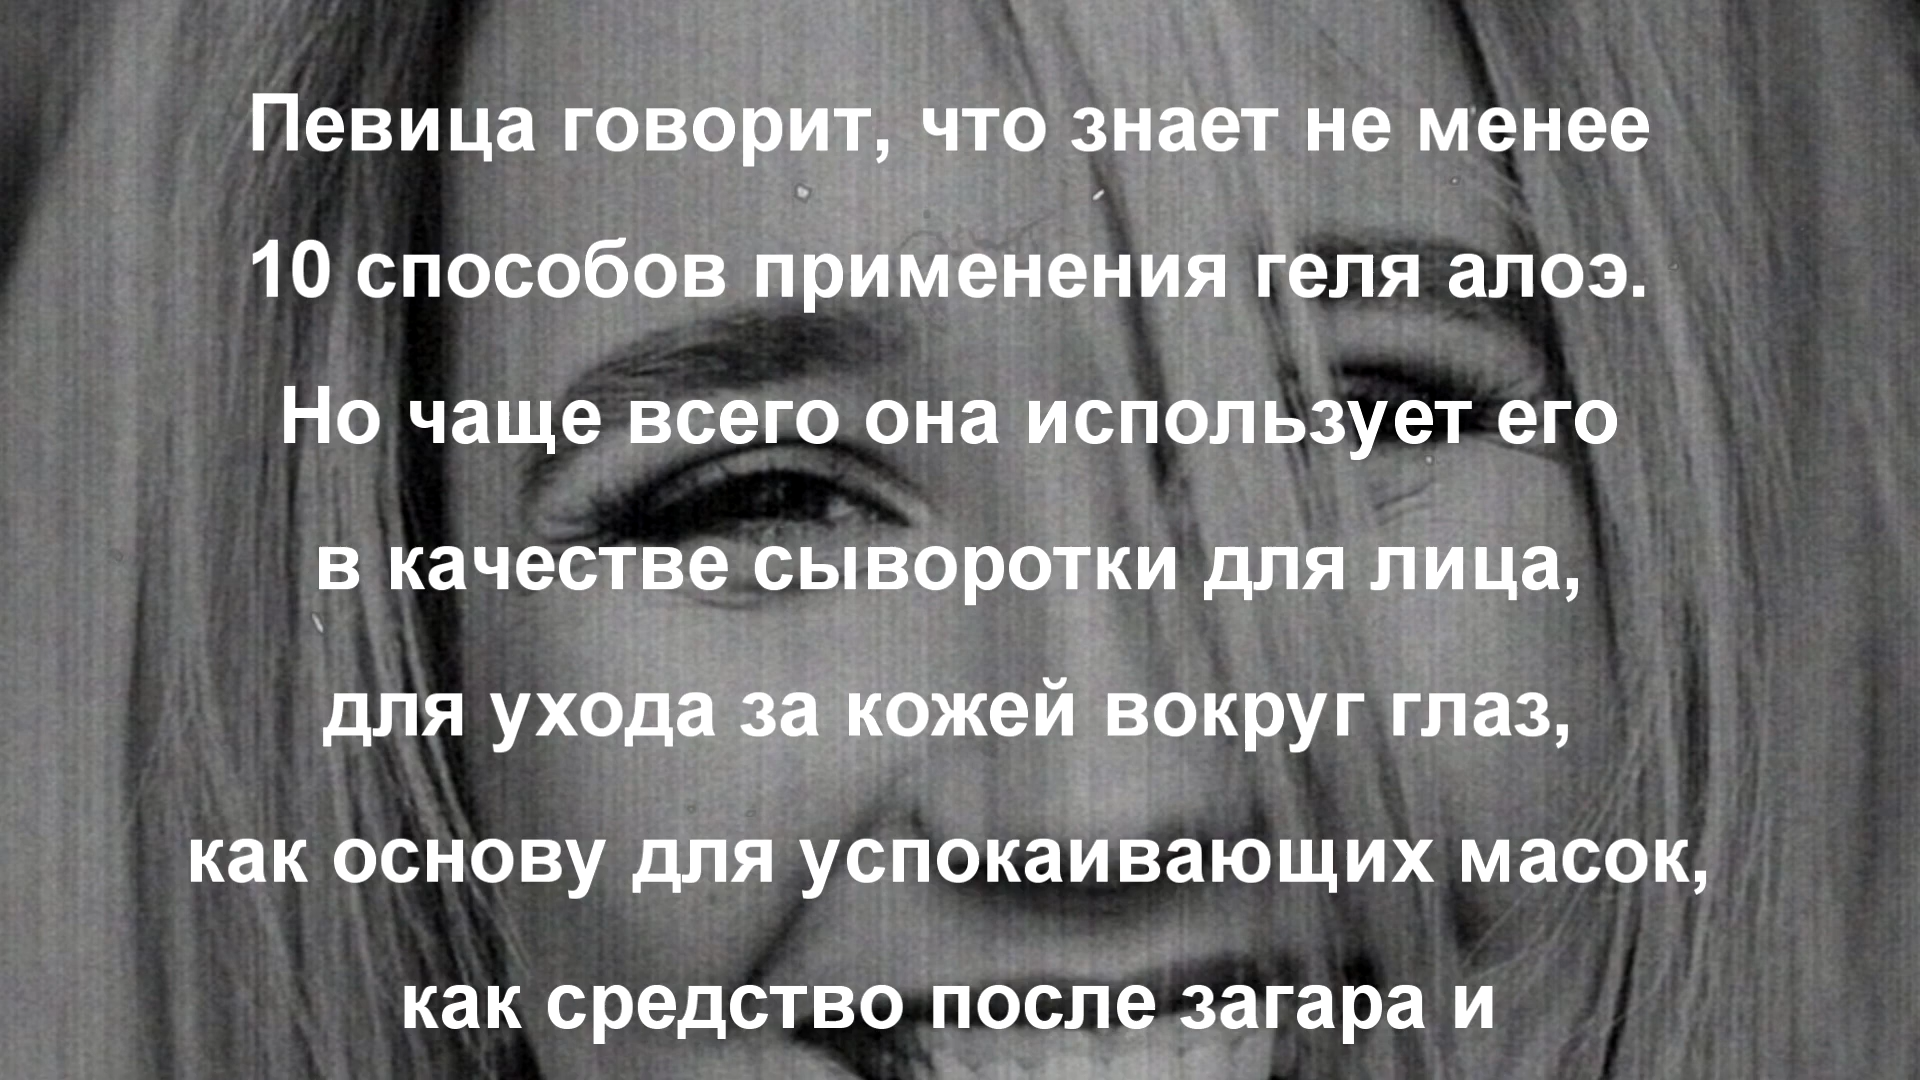 Певица говорит, что знает не менее
10 способов применения геля алоэ.
Но чаще всего она использует его
в качестве сыворотки для лица,
для ухода за кожей вокруг глаз,
как основу для успокаивающих масок,
как средство после загара и